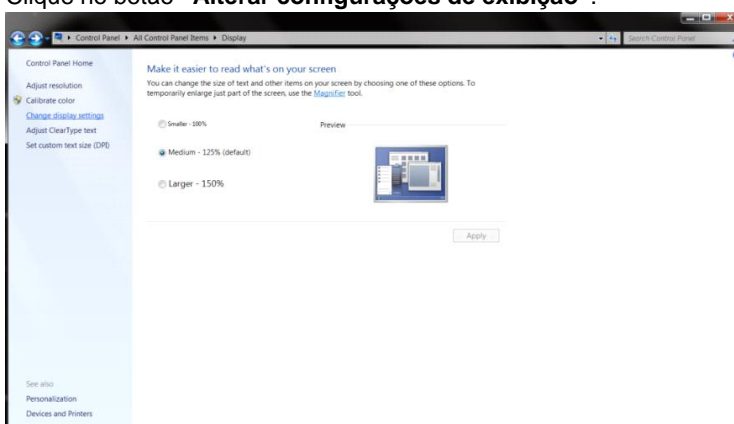 Clique no botão "Alterar configurações de exibição".
Control Panel ▸ All Control Panel Items ▸ Display
Search Control Panel
Control Panel Home
Adjust resolution
Calibrate color
Change display settings
Adjust ClearType text
Set custom text size (DPI)
See also
Personalization
Devices and Printers
Make it easier to read what's on your screen
You can change the size of text and other items on your screen by choosing one of these options. To
temporarily enlarge just part of the screen, use the Magnifier tool.
Smaller - 100%
Preview
Medium - 125% (default)
Larger - 150%
Apply